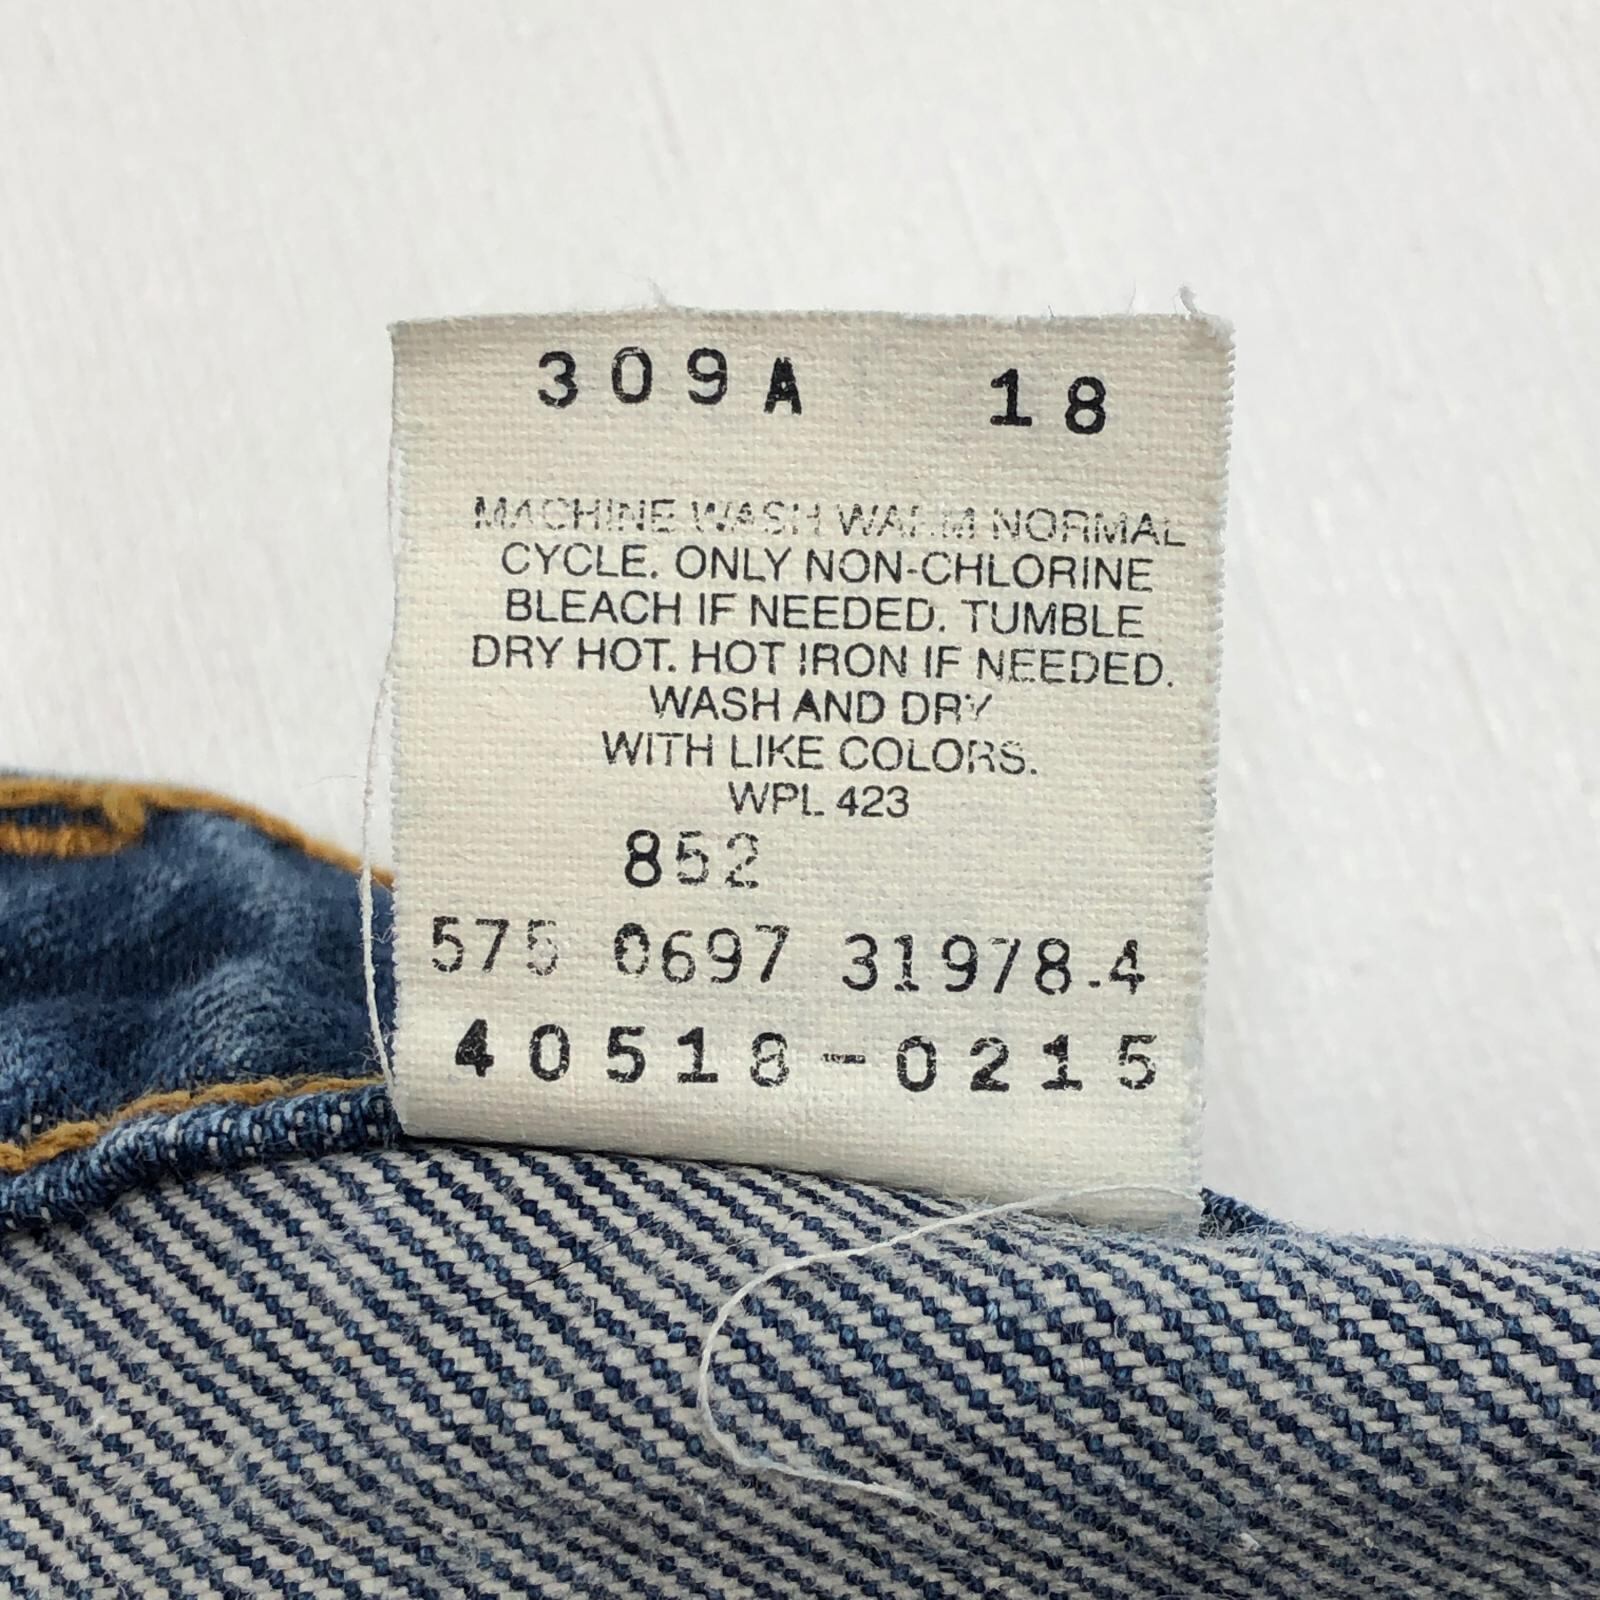 309A 18
MACHINE WASH WARM NORMAL
CYCLE. ONLY NON-CHLORINE
BLEACH IF NEEDED. TUMBLE
DRY HOT. HOT IRON IF NEEDED.
WASH AND DRY
WITH LIKE COLORS.
WPL 423
852
575 0697 31978.4
40518-0215